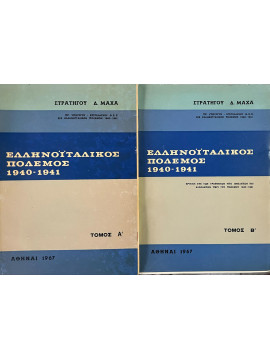 ΣΤΡΑΤΗΓΟΥ Δ ΜΑΧΑ
ΕΛΛΗΝΟΪΤΑΛΙΚΟΣ
ΠΟΛΕΜΟΣ
1940-1941
ΤΟΜΟΣ Α'
ΑΘΗΝΑΙ 1967
ΣΤΡΑΤΗΓΟΥ Δ. ΜΑΧΑ
ΕΛΛΗΝΟΪΤΑΛΙΚΟΣ
ΠΟΛΕΜΟΣ
1940-1941
ΤΟΜΟΣ Β'
ΑΘΗΝΑΙ 1967